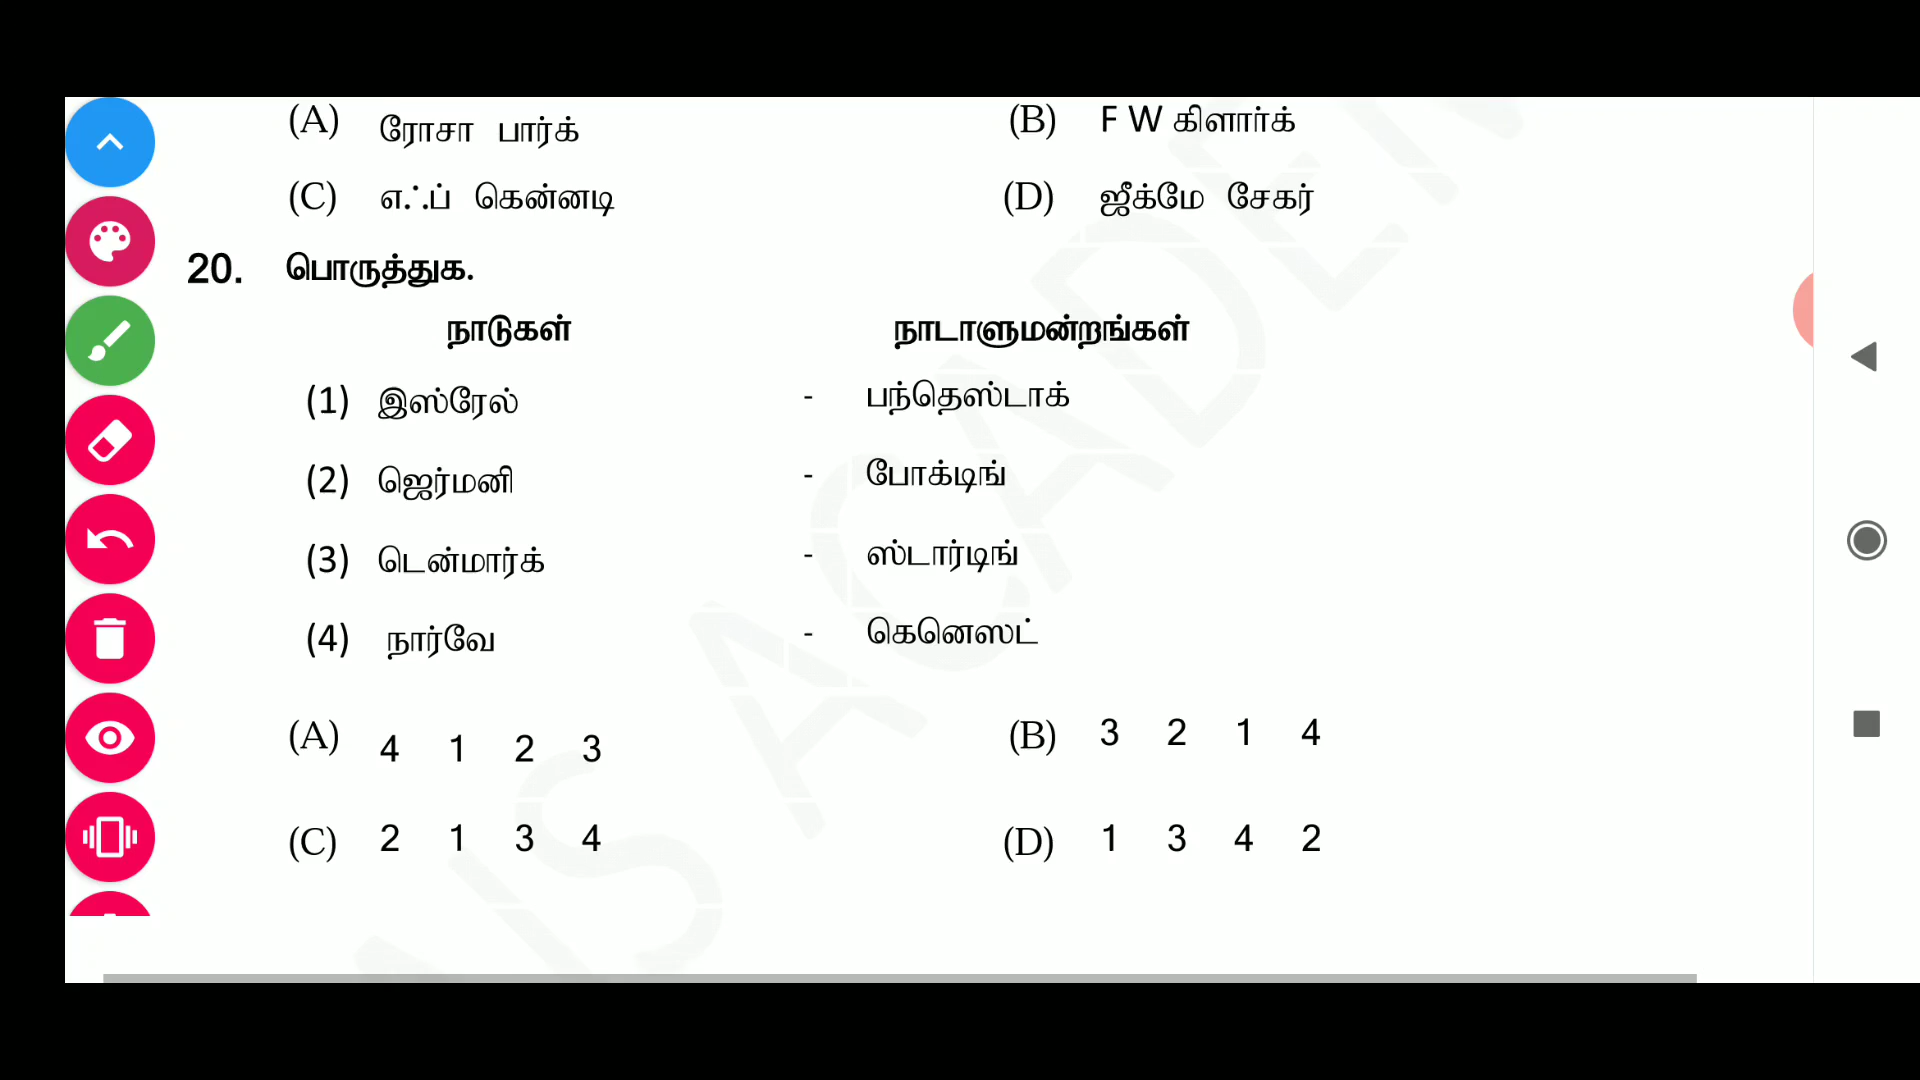 (A) ரோசா பார்க் (B) F W கிளார்க்
(C) எஃப் கென்னடி (D) ஜீக்மே சேகர்
20. பொருத்துக.
நாடுகள் நாடாளுமன்றங்கள்
(1) இஸ்ரேல் - பந்தெஸ்டாக்
(2) ஜெர்மனி - போக்டிங்
(3) டென்மார்க் - ஸ்டார்டிங்
(4) நார்வே - கெனெஸட்
(A) 4 1 2 3 (B) 3 2 1 4
(C) 2 1 3 4 (D) 1 3 4 2